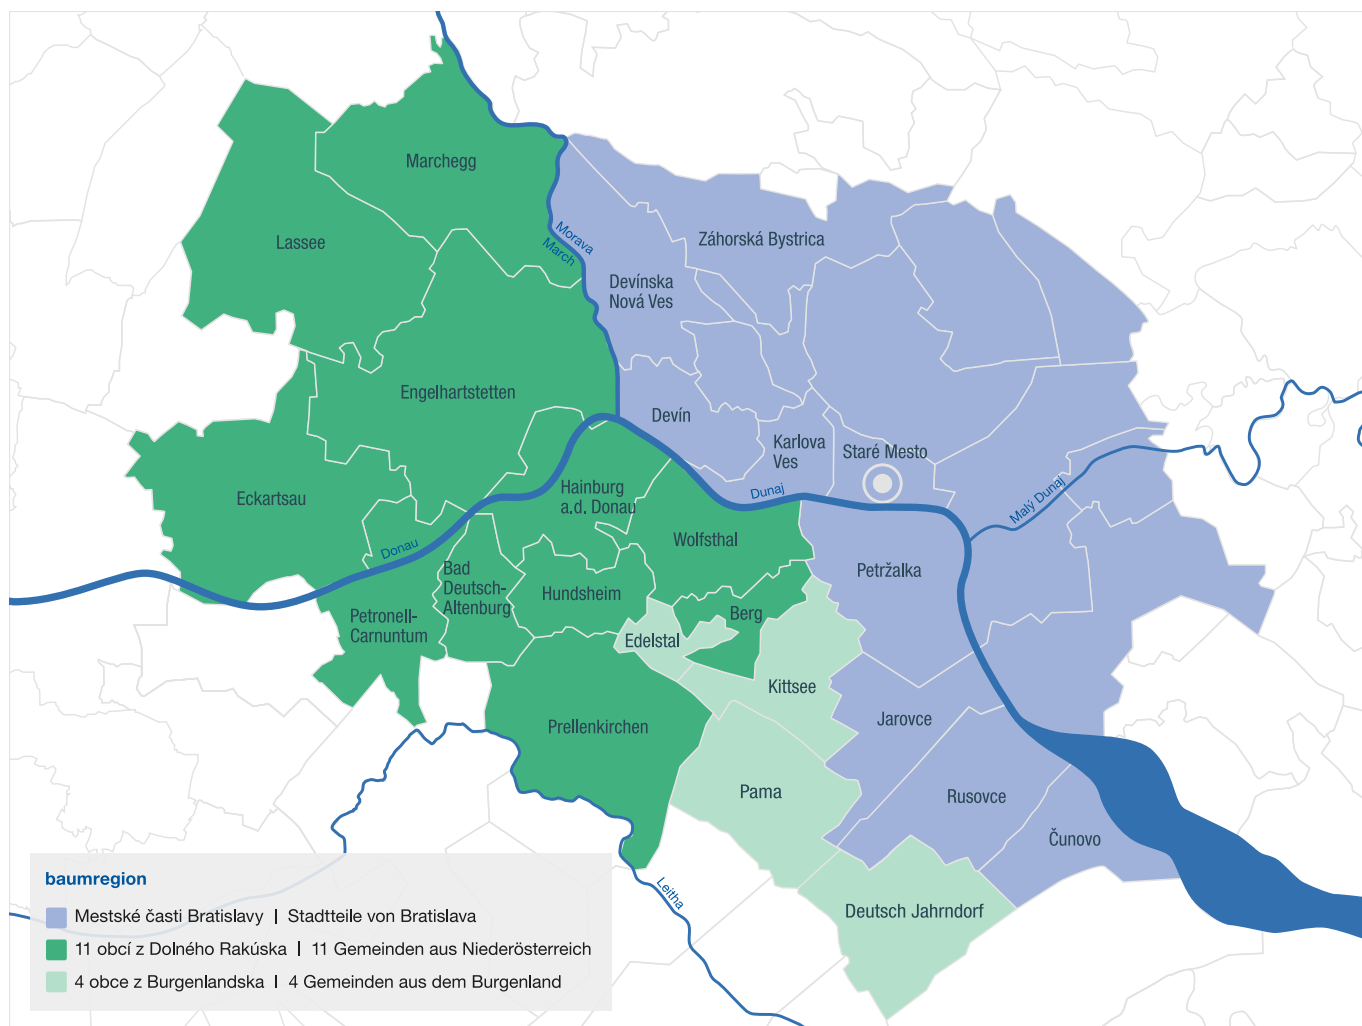 Marchegg
Lassee
Morava
March
Záhorská Bystrica
Devínska
Nová Ves
Engelhartstetten
Devín
Karlova
Ves
Staré Mesto
Eckartsau
Hainburg
a.d. Donau
Dunaj
Malý Dunaj
Donau
Wolfsthal
Petržalka
Bad
Deutsch-
Altenburg
Hundsheim
Petronell-
Carnuntum
Berg
Edelstal
Kittsee
Prellenkirchen
Jarovce
Pama
Rusovce
Čunovo
Leitha
Deutsch Jahrndorf
baumregion
Mestské časti Bratislavy | Stadtteile von Bratislava
11 obcí z Dolného Rakúska | 11 Gemeinden aus Niederösterreich
4 obce z Burgenlandska | 4 Gemeinden aus dem Burgenland